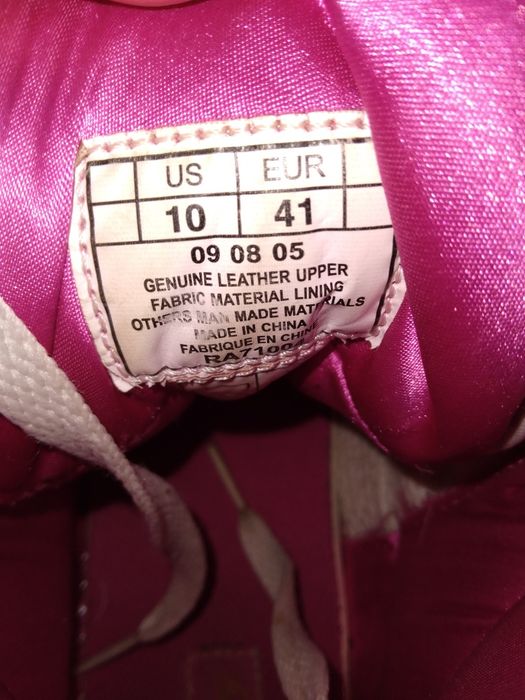 US EUR
10 41
09 08 05
GENUINE LEATHER UPPER
FABRIC MATERIAL LINING
OTHERS MAN MADE MATERIALS
MADE IN CHINA
FABRIQUE EN CHINE